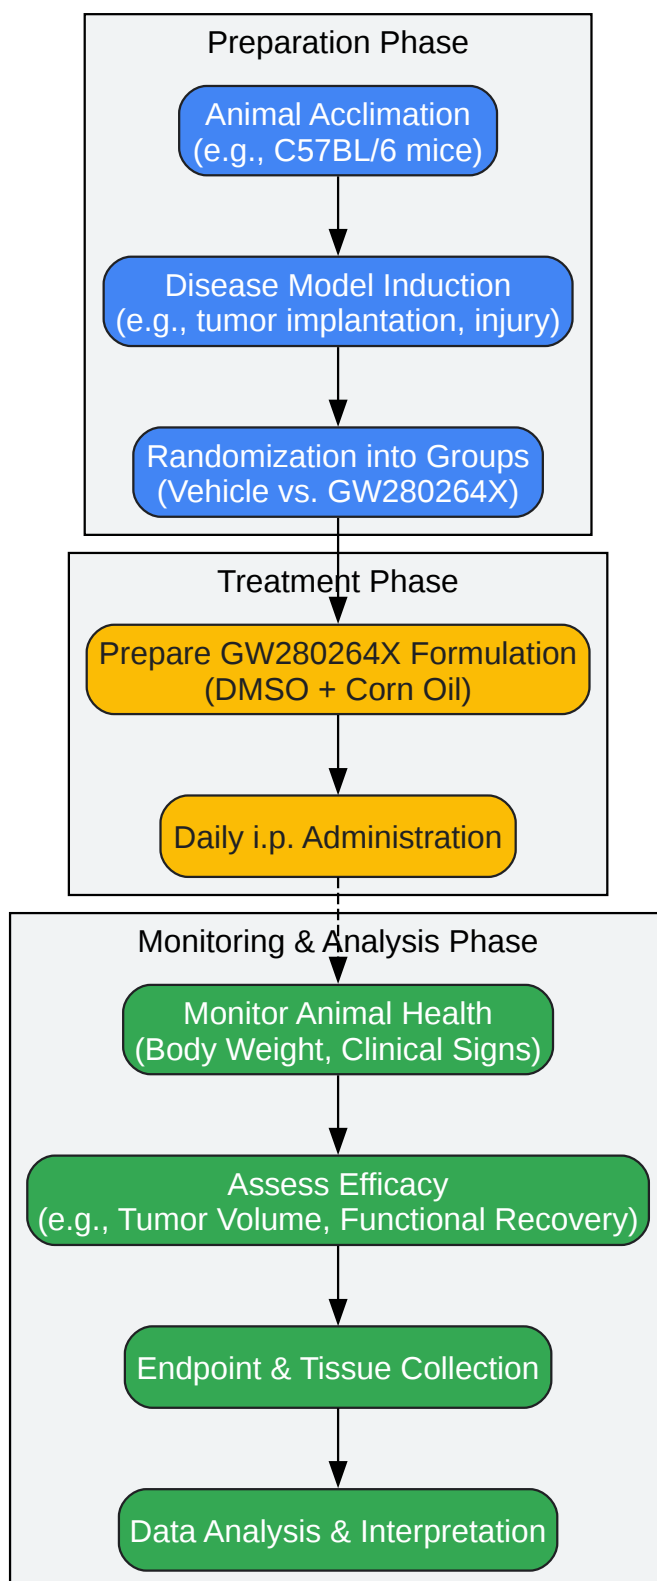 Preparation Phase
Animal Acclimation
(e.g., C57BL/6 mice)
Disease Model Induction
(e.g., tumor implantation, injury)
Randomization into Groups
(Vehicle vs. GW280264X)
Treatment Phase
Prepare GW280264X Formulation
(DMSO + Corn Oil)
Daily i.p. Administration
Monitoring & Analysis Phase
Monitor Animal Health
(Body Weight, Clinical Signs)
Assess Efficacy
(e.g., Tumor Volume, Functional Recovery)
Endpoint & Tissue Collection
Data Analysis & Interpretation